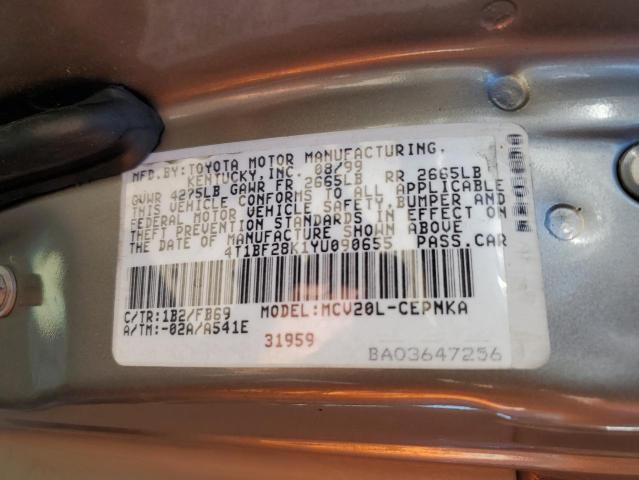 MFD.BY:TOYOTA MOTOR MANUFACTURING,
KENTUCKY,INC. 08/99
GVWR 4275LB GAWR FR 2665LB RR 2665LB
THIS VEHICLE CONFORMS TO ALL APPLICABLE
FEDERAL MOTOR VEHICLE SAFETY,BUMPER AND
THEFT PREVENTION STANDARDS IN EFFECT ON
THE DATE OF MANUFACTURE SHOWN ABOVE
4T1BF28K1YU090655 PASS.CAR
C/TR:1B2/FB69 MODEL:MCV20L-CEPNKA
A/TM:-02A/A541E
31959
BA03647256